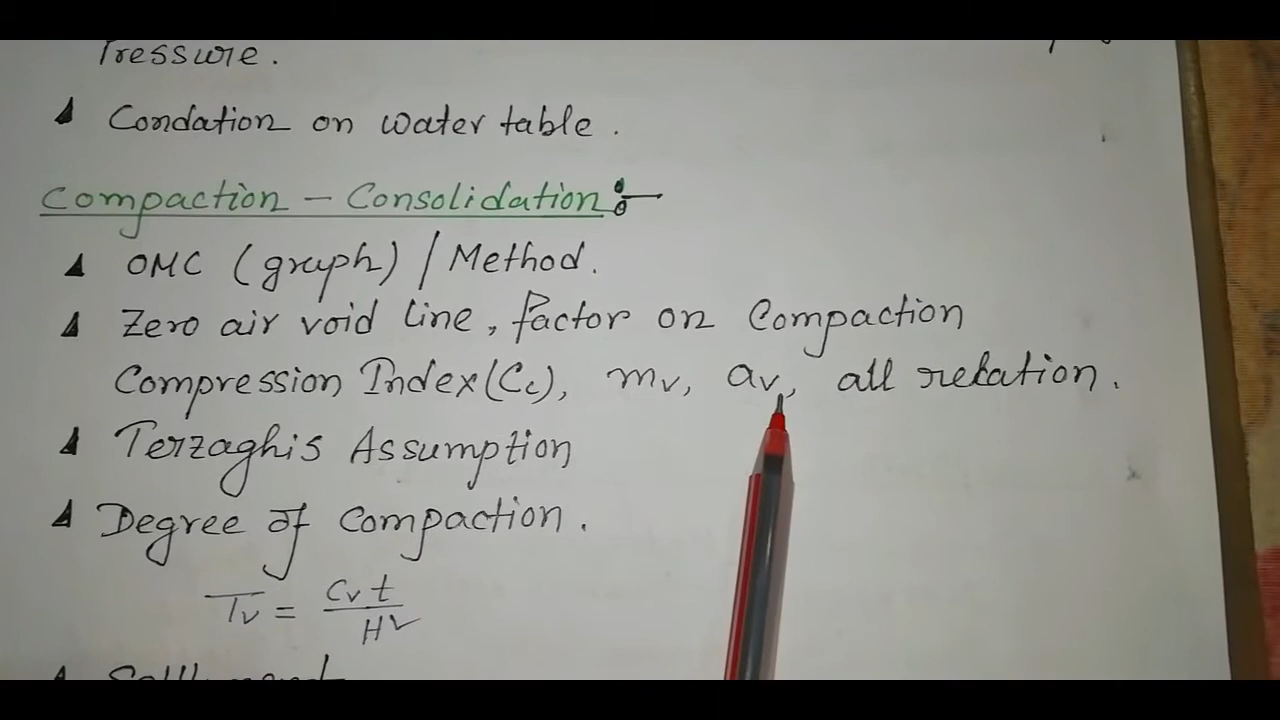 Pressure.
Condation on water table.
Compaction - Consolidation :-
OMC (graph) / Method.
Zero air void line, factor on Compaction
Compression Index (Cc), mv, av, all relation.
Terzaghis Assumption
Degree of compaction.
Tv = Cv t / H²